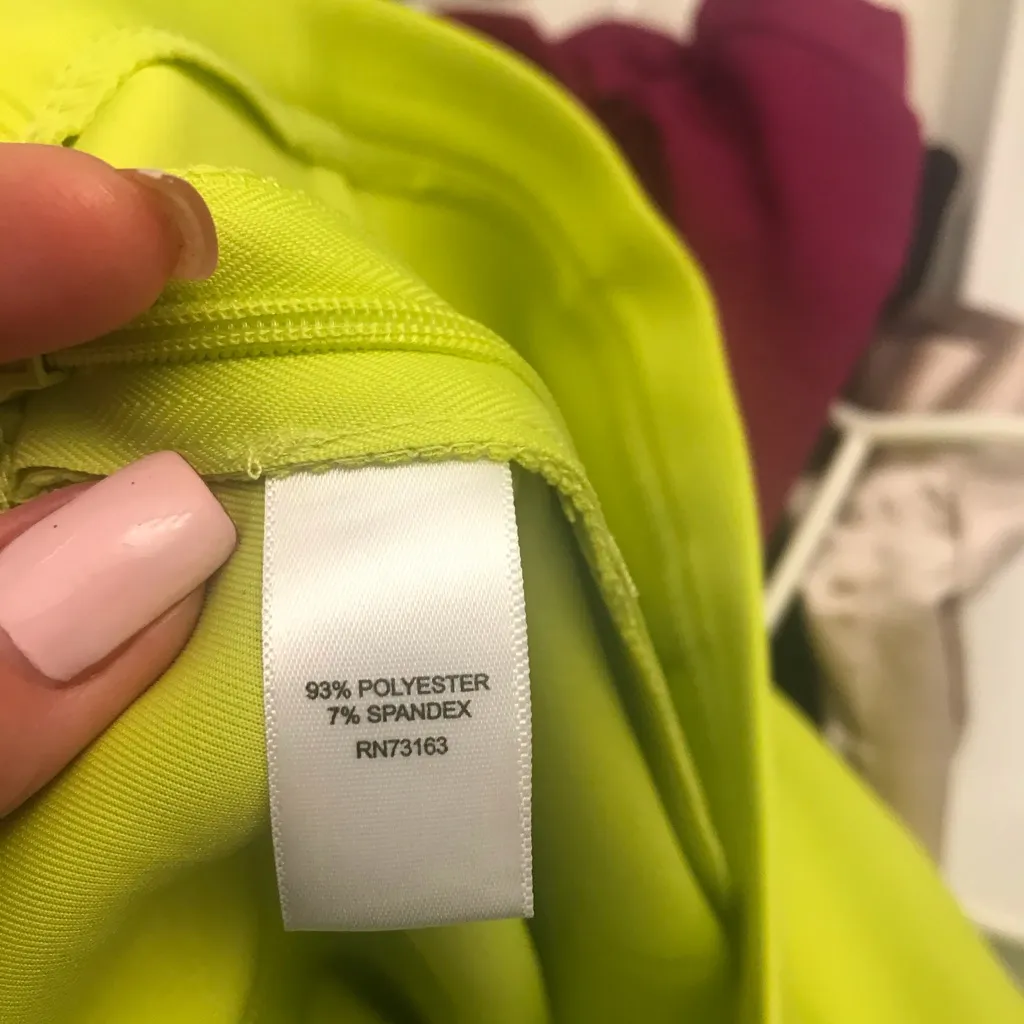 93% POLYESTER
7% SPANDEX
RN73163